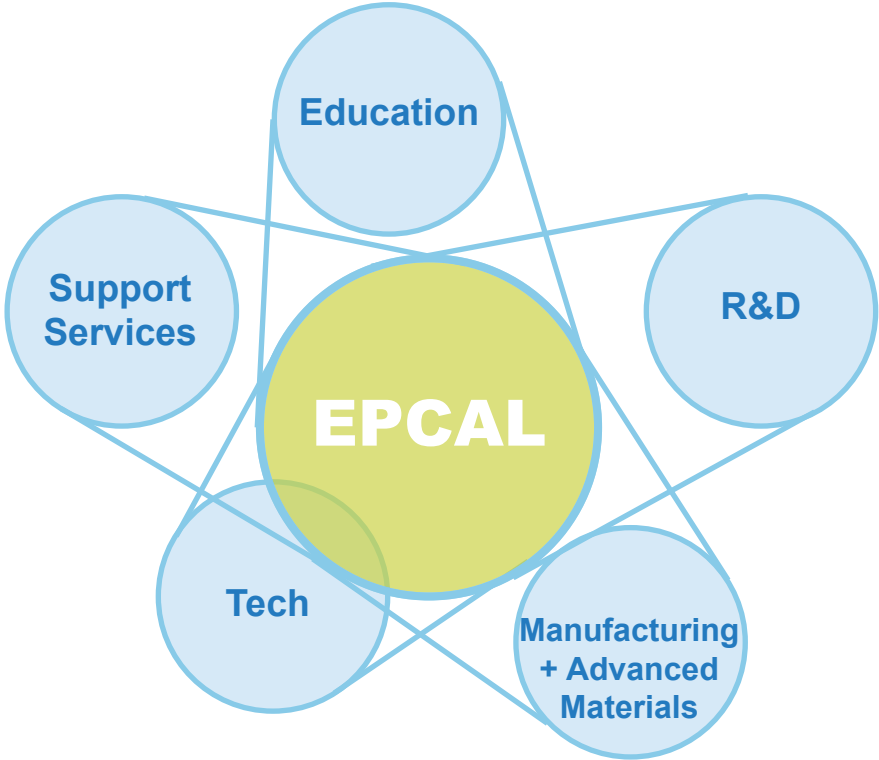 Education
Support
Services
R&D
EPCAL
Tech
Manufacturing
+ Advanced
Materials